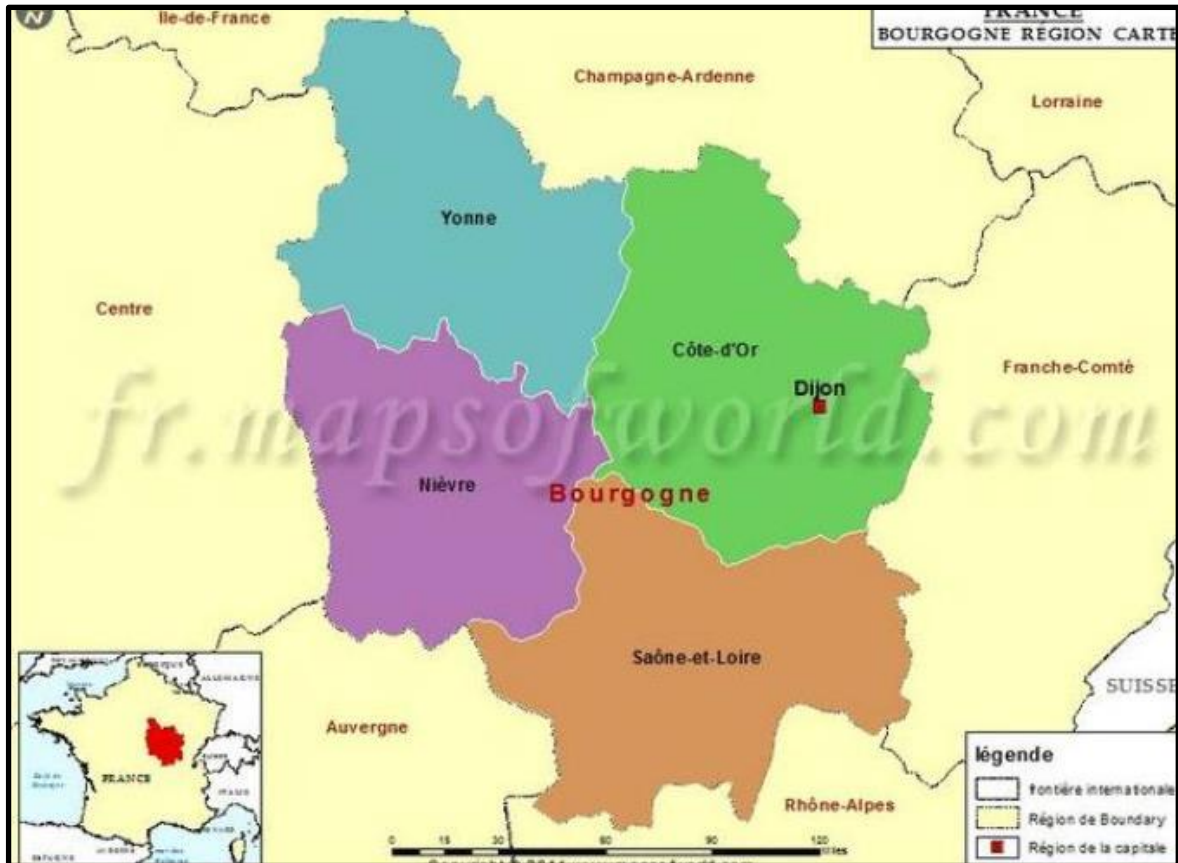 N
Ile-de-France
FRANCE
BOURGOGNE RÉGION CARTE
Champagne-Ardenne
Lorraine
Yonne
Centre
Côte-d'Or
Franche-Comté
Dijon
fr.mapsofworld.com
Nièvre
Bourgogne
Saône-et-Loire
SUISSE
Auvergne
Rhône-Alpes
FRANCE
légende
frontière internationale
Région de Boundary
Région de la capitale
0 30 60 90 120